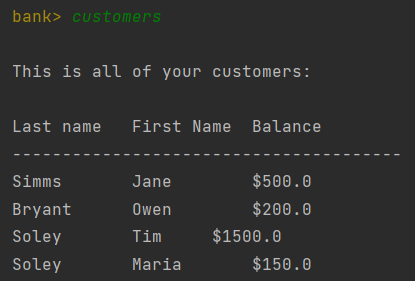 bank> customers
This is all of your customers:
Last name   First Name  Balance
---------------------------------------
Simms       Jane        $500.0
Bryant      Owen        $200.0
Soley       Tim     $1500.0
Soley       Maria       $150.0